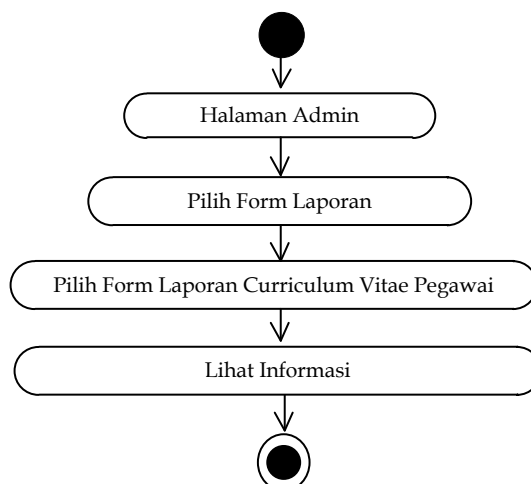 Halaman Admin
Pilih Form Laporan
Pilih Form Laporan Curriculum Vitae Pegawai
Lihat Informasi